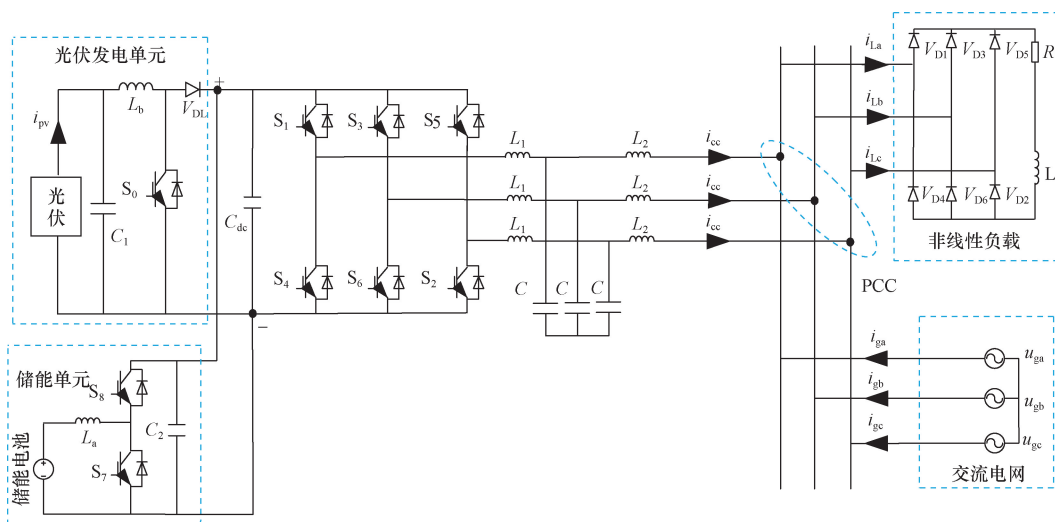 光伏发电单元
i_pv
L_b
V_DL
+
光伏
S_0
C_1
C_dc
−
S_1
S_3
S5
S_4
S_6
S_2
L_1
L_2
i_cc
L_1
L_2
i_cc
L_1
L_2
i_cc
C
C
C
PCC
i_La
i_Lb
i_Lc
V_D1
V_D3
V_D5
R
V_D4
V_D6
V_D2
L
非线性负载
储能单元
S_8
L_a
C_2
S_7
储能电池
+
−
i_ga
i_gb
i_gc
u_ga
u_gb
u_gc
交流电网